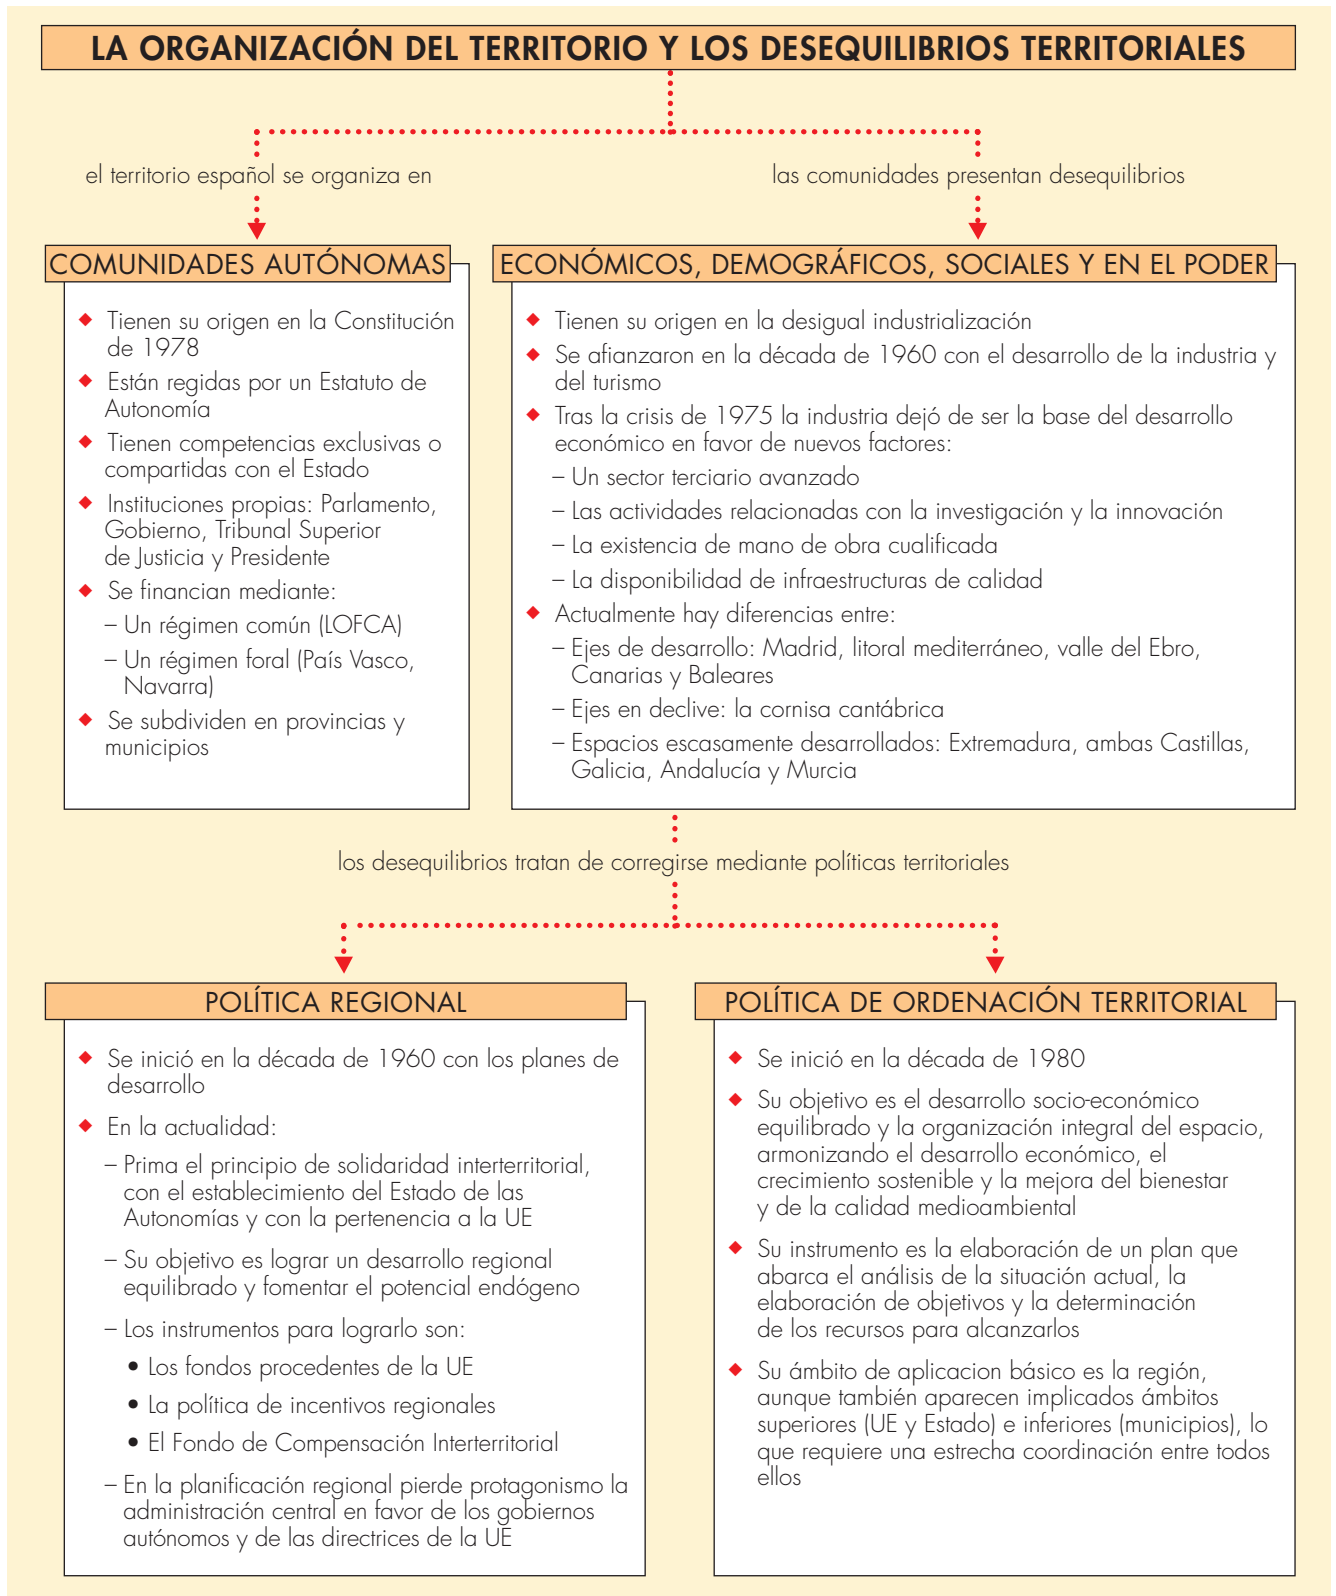 LA ORGANIZACIÓN DEL TERRITORIO Y LOS DESEQUILIBRIOS TERRITORIALES
el territorio español se organiza en
las comunidades presentan desequilibrios
COMUNIDADES AUTÓNOMAS
◆ Tienen su origen en la Constitución
de 1978
◆ Están regidas por un Estatuto de
Autonomía
◆ Tienen competencias exclusivas o
compartidas con el Estado
◆ Instituciones propias: Parlamento,
Gobierno, Tribunal Superior
de Justicia y Presidente
◆ Se financian mediante:
– Un régimen común (LOFCA)
– Un régimen foral (País Vasco,
Navarra)
◆ Se subdividen en provincias y
municipios
ECONÓMICOS, DEMOGRÁFICOS, SOCIALES Y EN EL PODER
◆ Tienen su origen en la desigual industrialización
◆ Se afianzaron en la década de 1960 con el desarrollo de la industria y
del turismo
◆ Tras la crisis de 1975 la industria dejó de ser la base del desarrollo
económico en favor de nuevos factores:
– Un sector terciario avanzado
– Las actividades relacionadas con la investigación y la innovación
– La existencia de mano de obra cualificada
– La disponibilidad de infraestructuras de calidad
◆ Actualmente hay diferencias entre:
– Ejes de desarrollo: Madrid, litoral mediterráneo, valle del Ebro,
Canarias y Baleares
– Ejes en declive: la cornisa cantábrica
– Espacios escasamente desarrollados: Extremadura, ambas Castillas,
Galicia, Andalucía y Murcia
los desequilibrios tratan de corregirse mediante políticas territoriales
POLÍTICA REGIONAL
◆ Se inició en la década de 1960 con los planes de
desarrollo
◆ En la actualidad:
– Prima el principio de solidaridad interterritorial,
con el establecimiento del Estado de las
Autonomías y con la pertenencia a la UE
– Su objetivo es lograr un desarrollo regional
equilibrado y fomentar el potencial endógeno
– Los instrumentos para lograrlo son:
• Los fondos procedentes de la UE
• La política de incentivos regionales
• El Fondo de Compensación Interterritorial
– En la planificación regional pierde protagonismo la
administración central en favor de los gobiernos
autónomos y de las directrices de la UE
POLÍTICA DE ORDENACIÓN TERRITORIAL
◆ Se inició en la década de 1980
◆ Su objetivo es el desarrollo socio-económico
equilibrado y la organización integral del espacio,
armonizando el desarrollo económico, el
crecimiento sostenible y la mejora del bienestar
y de la calidad medioambiental
◆ Su instrumento es la elaboración de un plan que
abarca el análisis de la situación actual, la
elaboración de objetivos y la determinación
de los recursos para alcanzarlos
◆ Su ámbito de aplicacion básico es la región,
aunque también aparecen implicados ámbitos
superiores (UE y Estado) e inferiores (municipios), lo
que requiere una estrecha coordinación entre todos
ellos